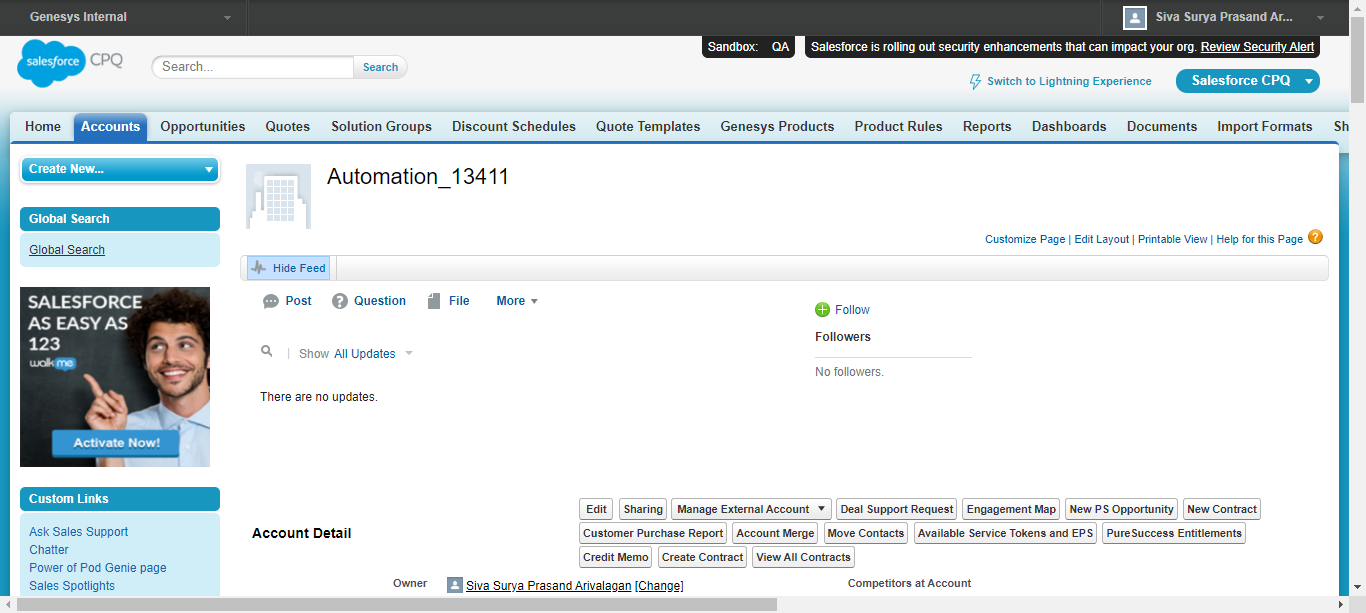 Genesys Internal
Siva Surya Prasand Ar...
salesforce CPQ
Search...
Search
Sandbox: QA
Salesforce is rolling out security enhancements that can impact your org. Review Security Alert
Switch to Lightning Experience
Salesforce CPQ
Home Accounts Opportunities Quotes Solution Groups Discount Schedules Quote Templates Genesys Products Product Rules Reports Dashboards Documents Import Formats Sh
Create New...
Global Search
Global Search
SALESFORCE
AS EASY AS
123
walkme
Activate Now!
Custom Links
Ask Sales Support
Chatter
Power of Pod Genie page
Sales Spotlights
Automation_13411
Customize Page | Edit Layout | Printable View | Help for this Page ?
Hide Feed
Post Question File More
Show All Updates
There are no updates.
Follow
Followers
No followers.
Account Detail
Edit Sharing Manage External Account Deal Support Request Engagement Map New PS Opportunity New Contract
Customer Purchase Report Account Merge Move Contacts Available Service Tokens and EPS PureSuccess Entitlements
Credit Memo Create Contract View All Contracts
Owner Siva Surya Prasand Arivalagan [Change] Competitors at Account